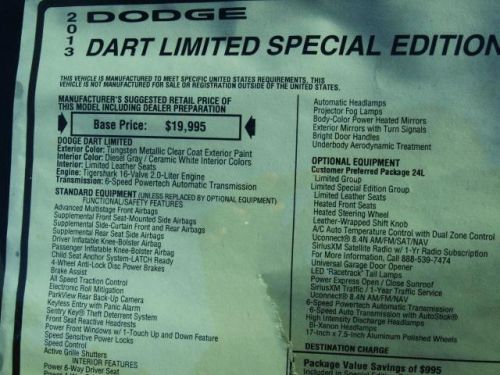 2013
DODGE
DART LIMITED SPECIAL EDITION
THIS VEHICLE IS MANUFACTURED TO MEET SPECIFIC UNITED STATES REQUIREMENTS. THIS
VEHICLE IS NOT MANUFACTURED FOR SALE OR REGISTRATION OUTSIDE OF THE UNITED STATES.
MANUFACTURER'S SUGGESTED RETAIL PRICE OF
THIS MODEL INCLUDING DEALER PREPARATION
Base Price: $19,995
DODGE DART LIMITED
Exterior Color: Tungsten Metallic Clear Coat Exterior Paint
Interior Color: Diesel Gray / Ceramic White Interior Colors
Interior: Limited Leather Seats
Engine: Tigershark 16-Valve 2.0-Liter Engine
Transmission: 6-Speed Powertech Automatic Transmission
STANDARD EQUIPMENT (UNLESS REPLACED BY OPTIONAL EQUIPMENT)
FUNCTIONAL/SAFETY FEATURES
Advanced Multistage Front Airbags
Supplemental Front Seat-Mounted Side Airbags
Supplemental Side-Curtain Front and Rear Airbags
Supplemental Rear Seat Side Airbags
Driver Inflatable Knee-Bolster Airbag
Passenger Inflatable Knee-Bolster Airbag
Child Seat Anchor System-LATCH Ready
4-Wheel Anti-Lock Disc Power Brakes
Brake Assist
All Speed Traction Control
Electronic Roll Mitigation
ParkView Rear Back-Up Camera
Keyless Entry with Panic Alarm
Sentry Key® Theft Deterrent System
Front Seat Reactive Headrests
Power Front Windows w/ 1-Touch Up and Down Feature
Speed Sensitive Power Locks
Speed Control
Active Grille Shutters
INTERIOR FEATURES
Power 6-Way Driver Seat
Automatic Headlamps
Projector Fog Lamps
Body-Color Power Heated Mirrors
Exterior Mirrors with Turn Signals
Bright Door Handles
Underbody Aerodynamic Treatment
OPTIONAL EQUIPMENT
Customer Preferred Package 24L
Limited Group
Limited Special Edition Group
Limited Leather Seats
Heated Front Seats
Heated Steering Wheel
Leather-Wrapped Shift Knob
A/C Auto Temperature Control with Dual Zone Control
Uconnect® 8.4N AM/FM/SAT/NAV
SiriusXM Satellite Radio w/ 1-Yr Radio Subscription
For More Information, Call 888-539-7474
Universal Garage Door Opener
LED "Racetrack" Tail Lamps
Power Express Open / Close Sunroof
SiriusXM Traffic / 1-Year Traffic Service
Uconnect® 8.4N AM/FM/NAV
6-Speed Powertech Automatic Transmission
6-Speed Auto Transmission with AutoStick®
High Intensity Discharge Headlamps
Bi-Xenon Headlamps
17-Inch x 7.5-Inch Aluminum Polished Wheels
DESTINATION CHARGE
Package Value Savings of $995